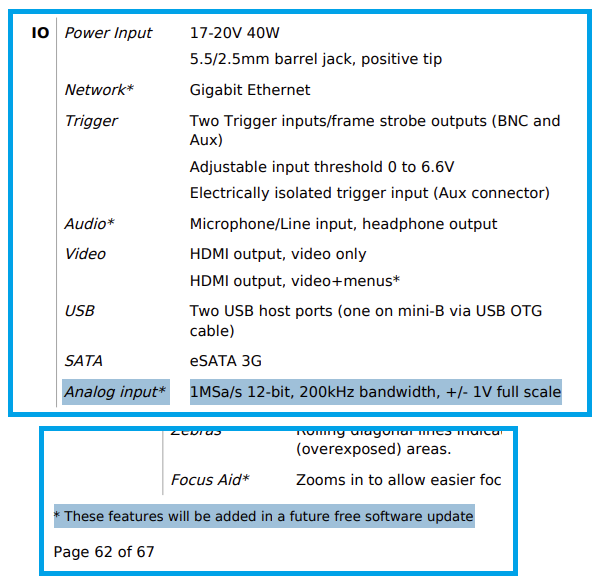 IO Power Input 17-20V 40W
5.5/2.5mm barrel jack, positive tip
Network* Gigabit Ethernet
Trigger Two Trigger inputs/frame strobe outputs (BNC and
Aux)
Adjustable input threshold 0 to 6.6V
Electrically isolated trigger input (Aux connector)
Audio* Microphone/Line input, headphone output
Video HDMI output, video only
HDMI output, video+menus*
USB Two USB host ports (one on mini-B via USB OTG
cable)
SATA eSATA 3G
Analog input* 1MSa/s 12-bit, 200kHz bandwidth, +/- 1V full scale
Zebras Rolling diagonal lines
(overexposed) areas.
Focus Aid* Zooms in to allow easier foc
* These features will be added in a future free software update
Page 62 of 67